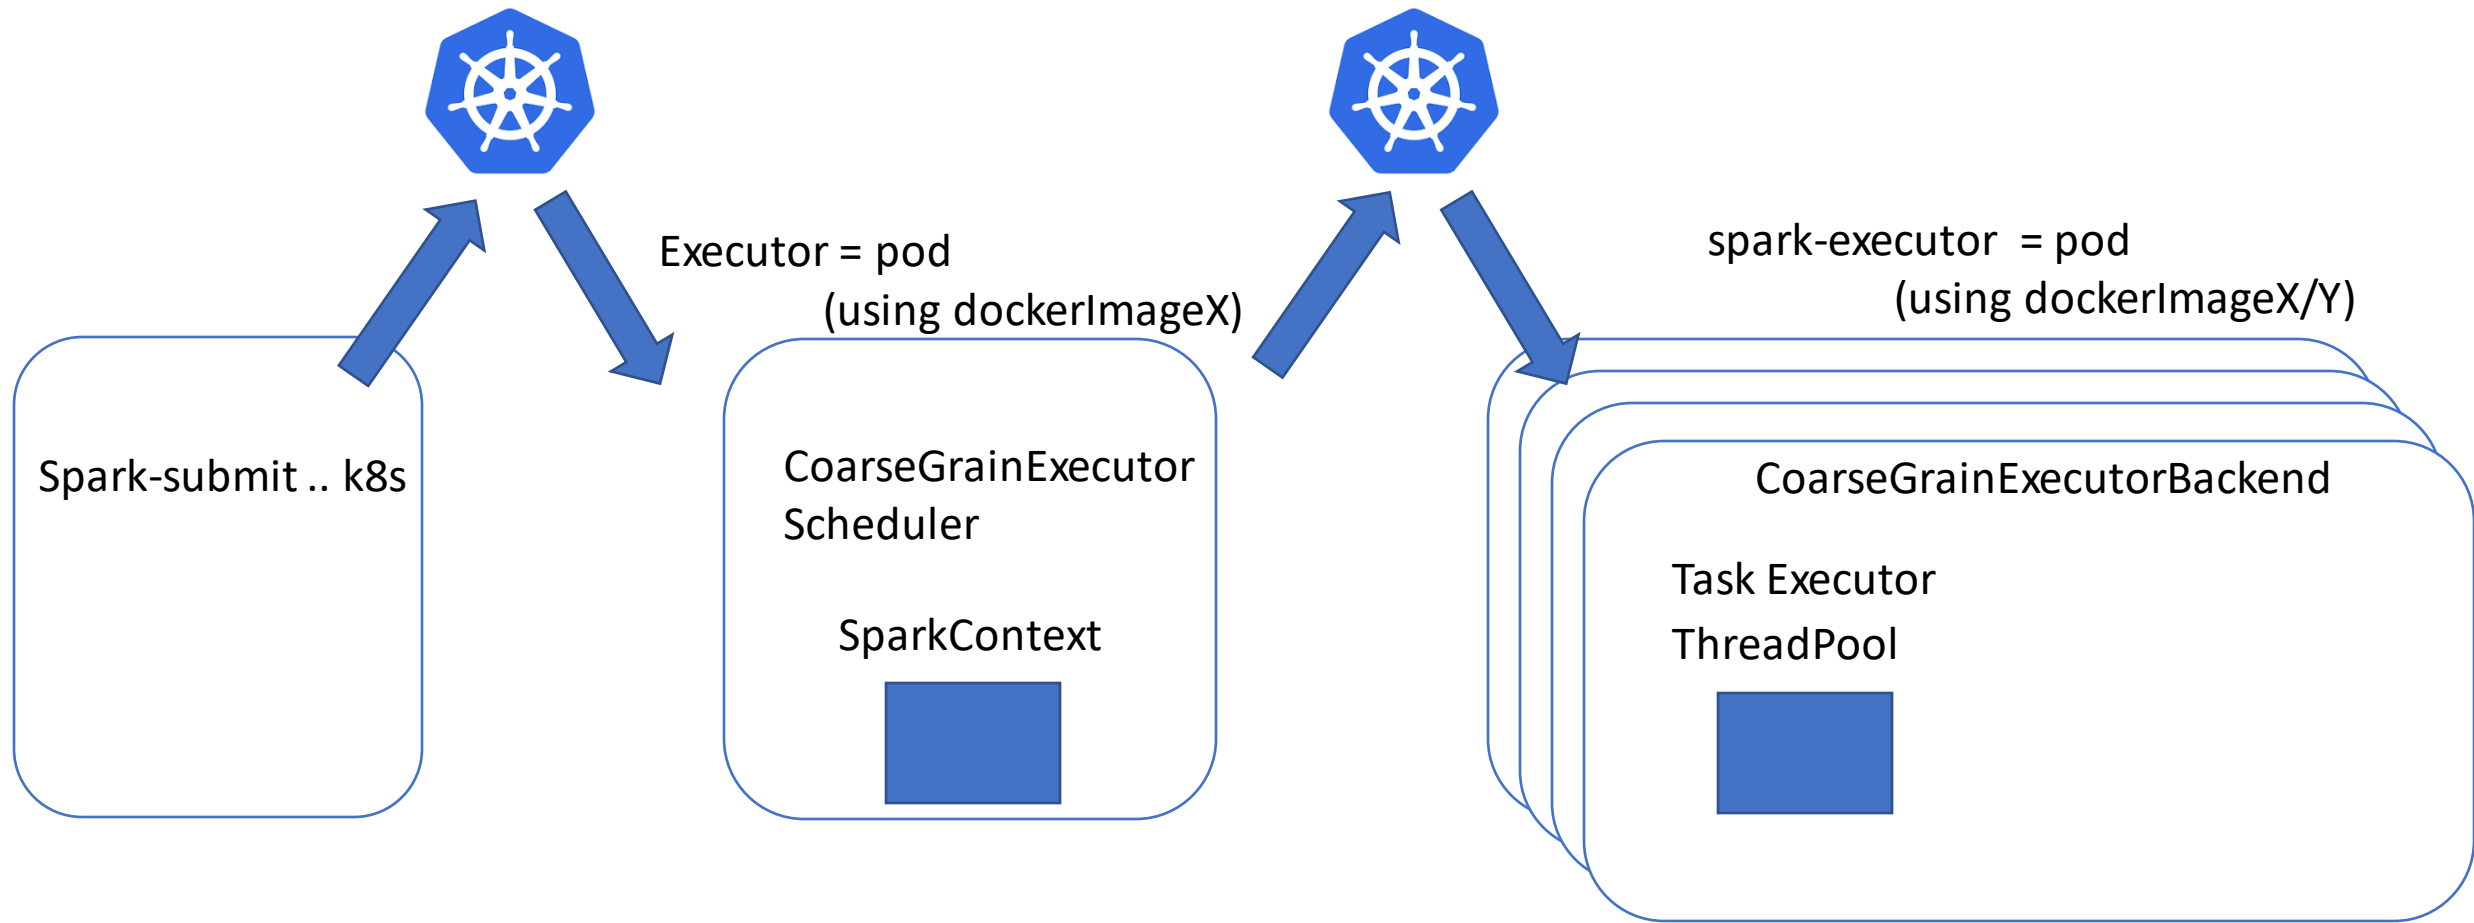 Executor = pod
(using dockerImageX)
spark-executor  = pod
(using dockerImageX/Y)
Spark-submit .. k8s
CoarseGrainExecutor
Scheduler
SparkContext
CoarseGrainExecutorBackend
Task Executor
ThreadPool